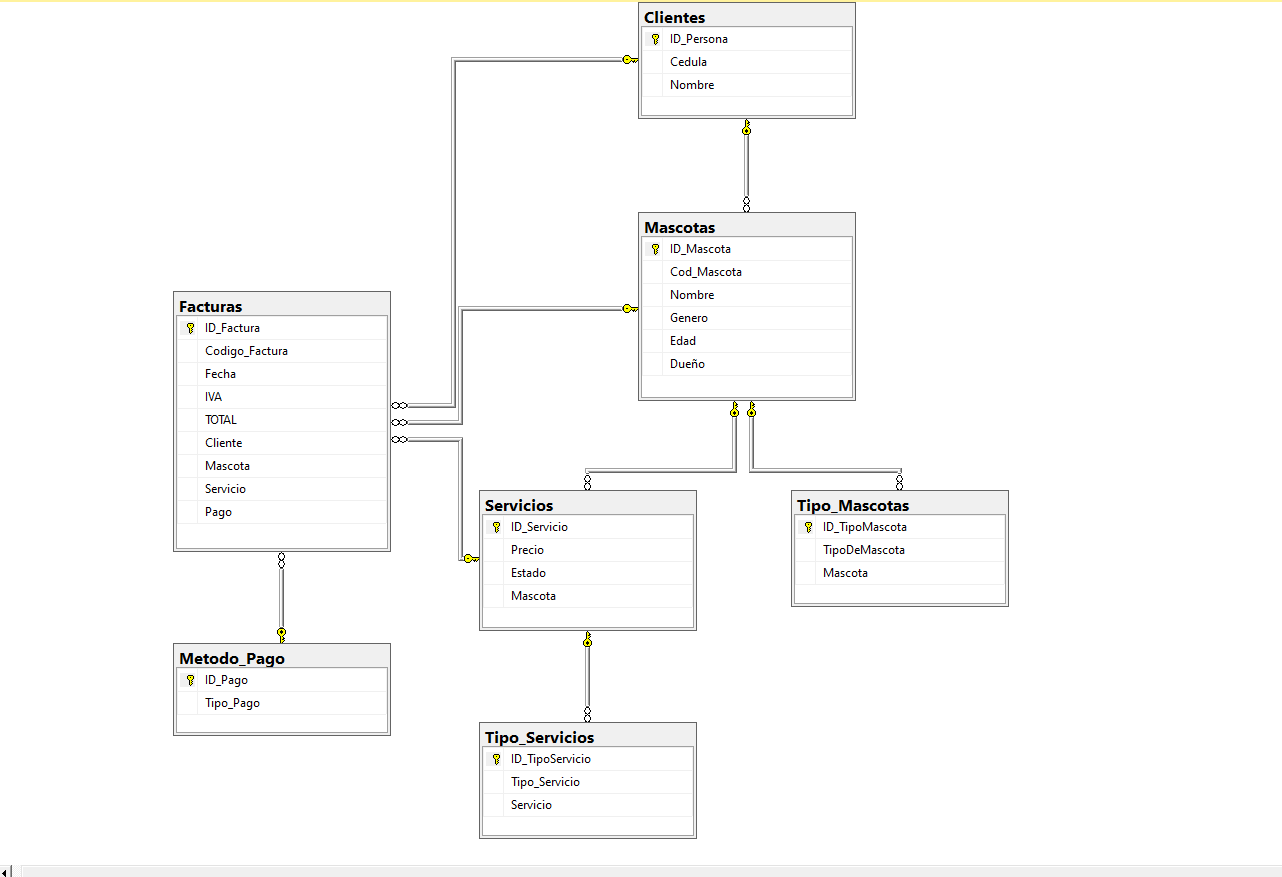 Clientes
ID_Persona
Cedula
Nombre
Mascotas
ID_Mascota
Cod_Mascota
Nombre
Genero
Edad
Dueño
Facturas
ID_Factura
Codigo_Factura
Fecha
IVA
TOTAL
Cliente
Mascota
Servicio
Pago
Servicios
ID_Servicio
Precio
Estado
Mascota
Tipo_Mascotas
ID_TipoMascota
TipoDeMascota
Mascota
Metodo_Pago
ID_Pago
Tipo_Pago
Tipo_Servicios
ID_TipoServicio
Tipo_Servicio
Servicio